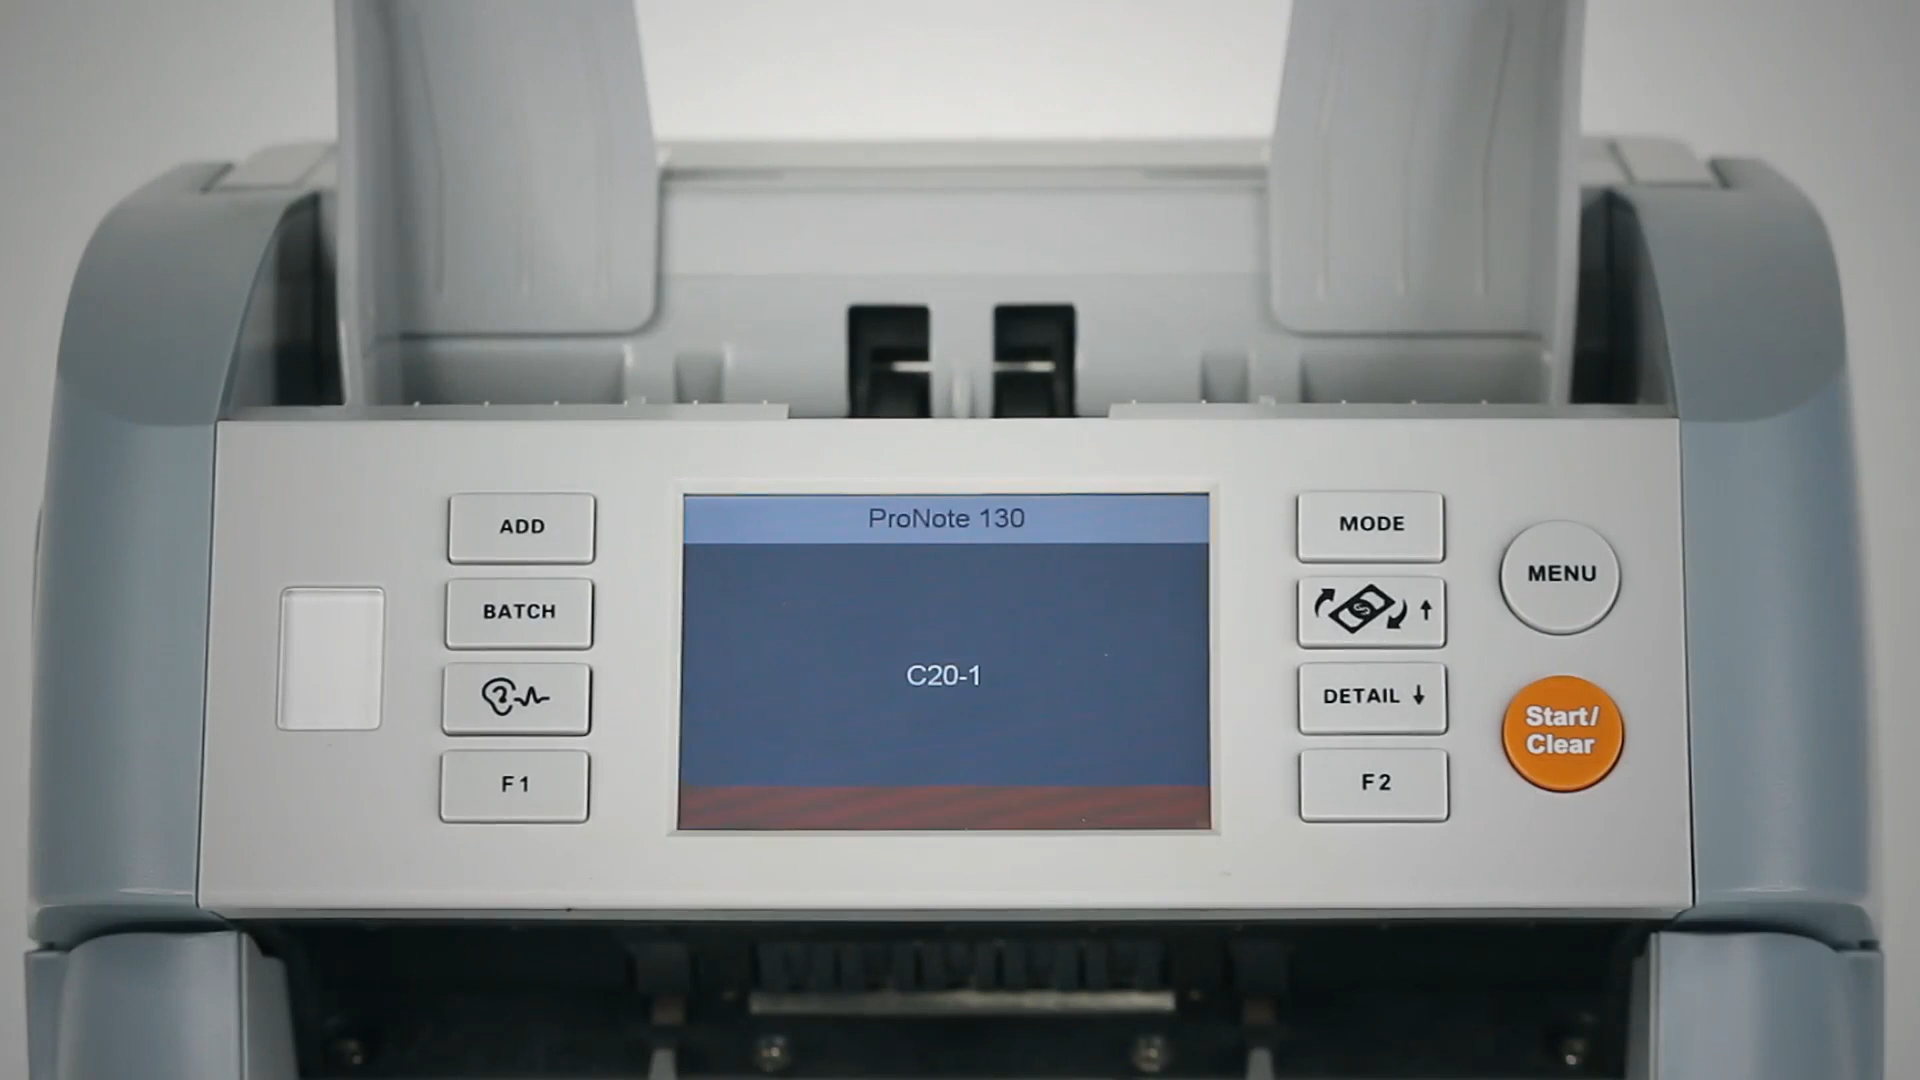 ProNote 130
C20-1
ADD
BATCH
F1
MODE
DETAIL
F2
MENU
Start/
Clear